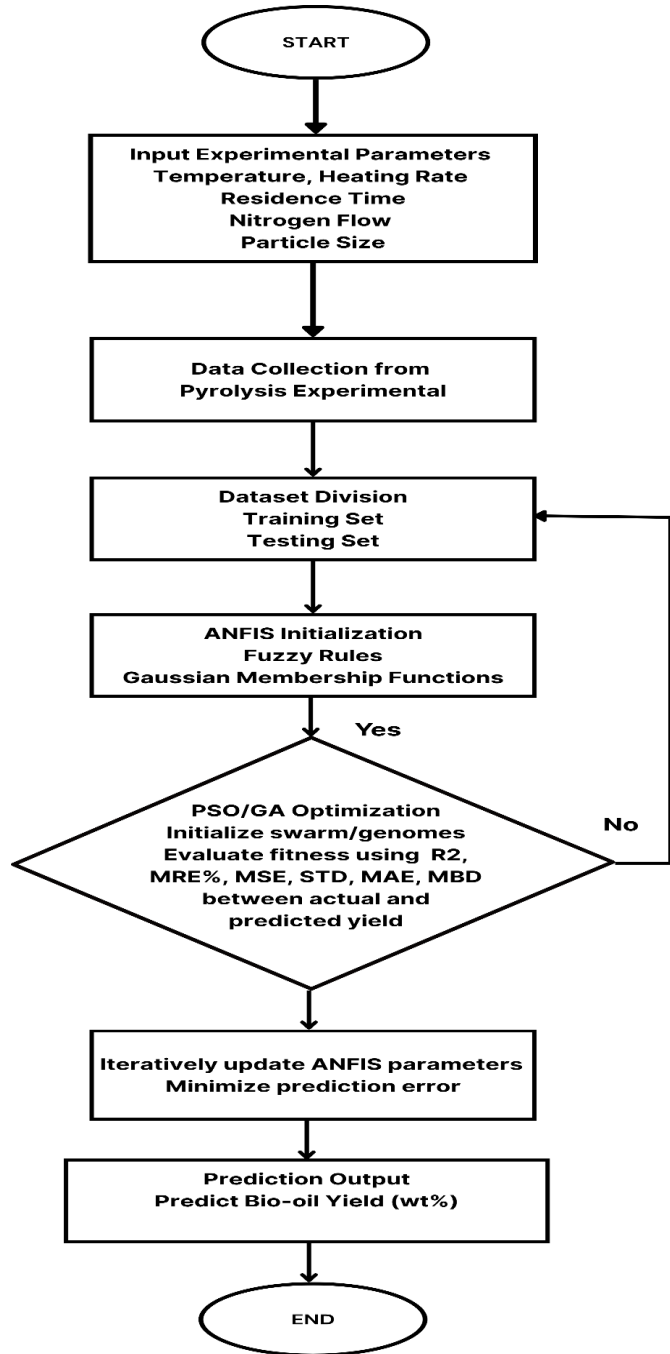 START
Input Experimental Parameters
Temperature, Heating Rate
Residence Time
Nitrogen Flow
Particle Size
Data Collection from
Pyrolysis Experimental
Dataset Division
Training Set
Testing Set
ANFIS Initialization
Fuzzy Rules
Gaussian Membership Functions
Yes
PSO/GA Optimization
Initialize swarm/genomes
Evaluate fitness using R2,
MRE%, MSE, STD, MAE, MBD
between actual and
predicted yield
No
Iteratively update ANFIS parameters
Minimize prediction error
Prediction Output
Predict Bio-oil Yield (wt%)
END